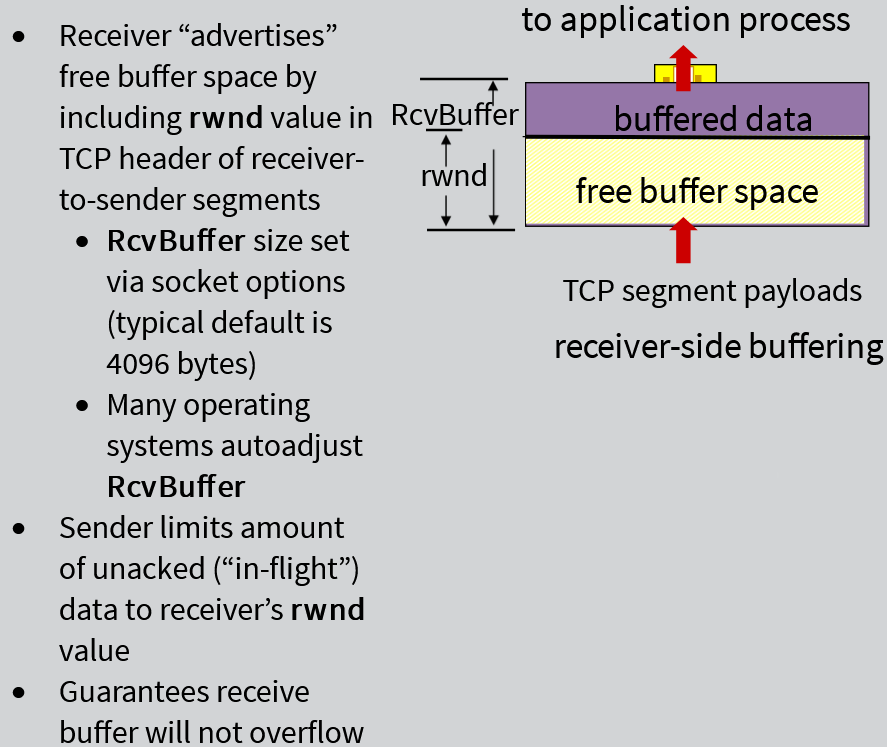 • Receiver “advertises”
free buffer space by
including rwnd value in
TCP header of receiver-
to-sender segments
• RcvBuffer size set
via socket options
(typical default is
4096 bytes)
• Many operating
systems autoadjust
RcvBuffer
• Sender limits amount
of unacked (“in-flight”)
data to receiver’s rwnd
value
• Guarantees receive
buffer will not overflow
to application process
RcvBuffer
buffered data
rwnd
free buffer space
TCP segment payloads
receiver-side buffering